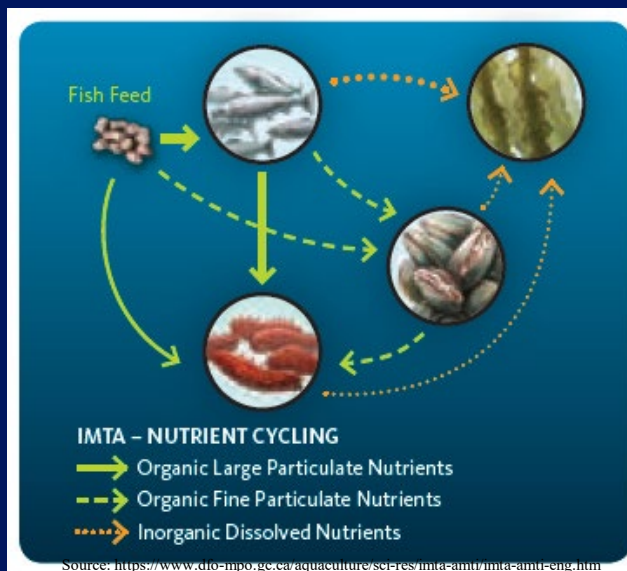 Fish Feed
IMTA – NUTRIENT CYCLING
Organic Large Particulate Nutrients
Organic Fine Particulate Nutrients
Inorganic Dissolved Nutrients
Source: https://www.dfo-mpo.gc.ca/aquaculture/sci-res/imta-amti/imta-amti-eng.htm